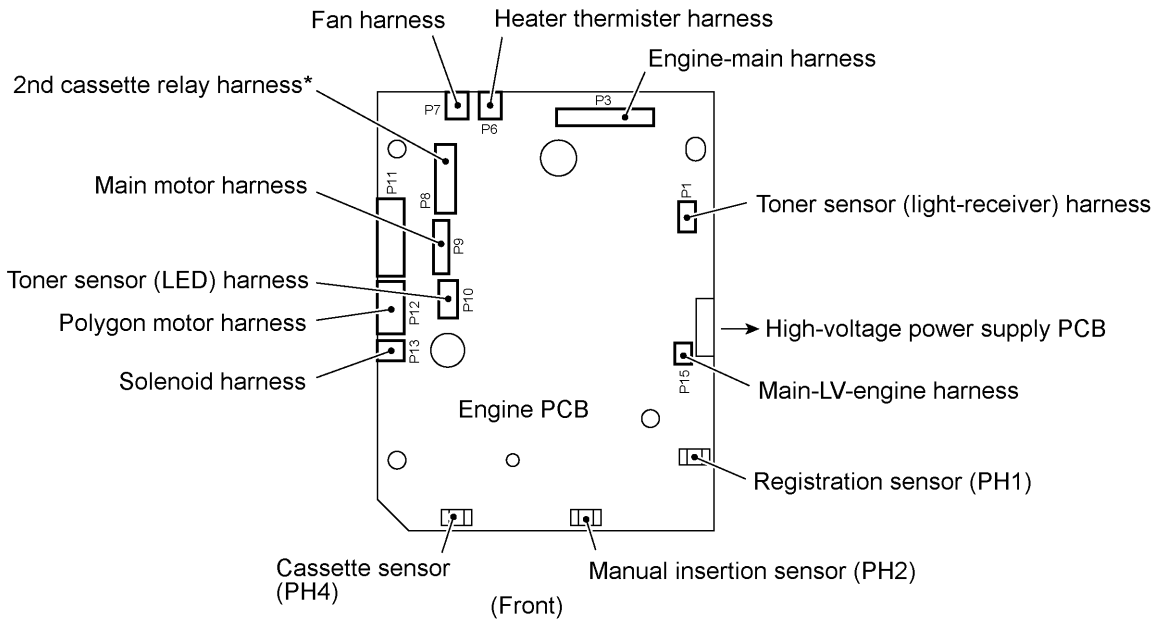 Fan harness
Heater thermister harness
Engine-main harness
2nd cassette relay harness*
P7
P6
P3
Main motor harness
P11
P8
P1
Toner sensor (light-receiver) harness
P9
Toner sensor (LED) harness
P10
P12
Polygon motor harness
High-voltage power supply PCB
P13
Solenoid harness
P15
Main-LV-engine harness
Engine PCB
Registration sensor (PH1)
Cassette sensor
(PH4)
Manual insertion sensor (PH2)
(Front)